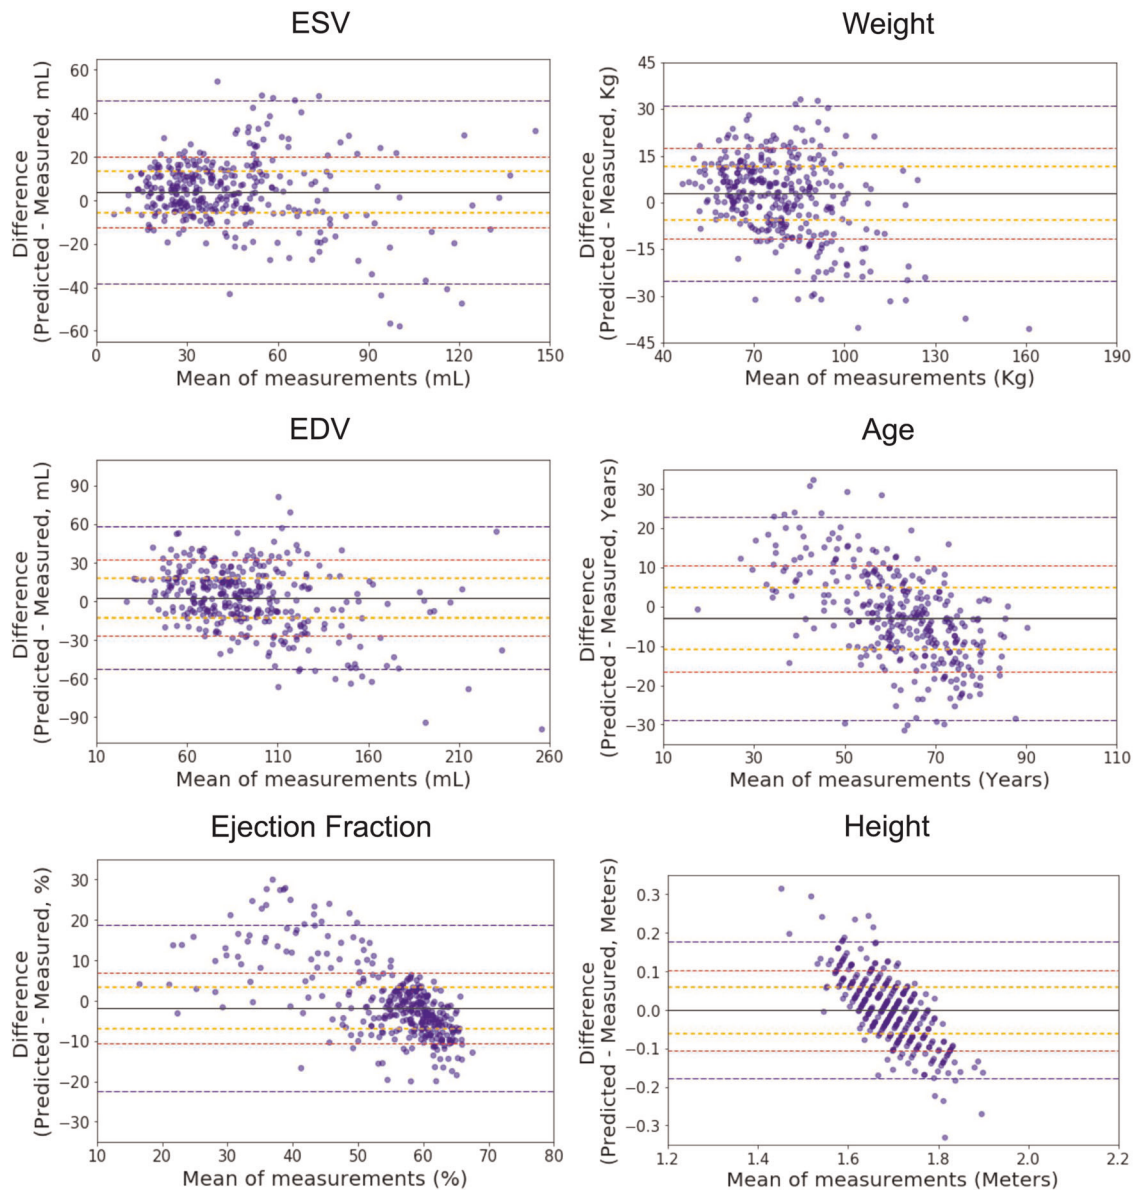 ESV
Difference
(Predicted - Measured, mL)
60
40
20
0
−20
−40
−60
0 30 60 90 120 150
Mean of measurements (mL)
Weight
Difference
(Predicted - Measured, Kg)
45
30
15
0
−15
−30
−45
40 70 100 130 160 190
Mean of measurements (Kg)
EDV
Difference
(Predicted - Measured, mL)
90
60
30
0
−30
−60
−90
10 60 110 160 210 260
Mean of measurements (mL)
Age
Difference
(Predicted - Measured, Years)
30
20
10
0
−10
−20
−30
10 30 50 70 90 110
Mean of measurements (Years)
Ejection Fraction
Difference
(Predicted - Measured, %)
30
20
10
0
−10
−20
−30
10 20 30 40 50 60 70 80
Mean of measurements (%)
Height
Difference
(Predicted - Measured, Meters)
0.3
0.2
0.1
0.0
−0.1
−0.2
−0.3
1.2 1.4 1.6 1.8 2.0 2.2
Mean of measurements (Meters)